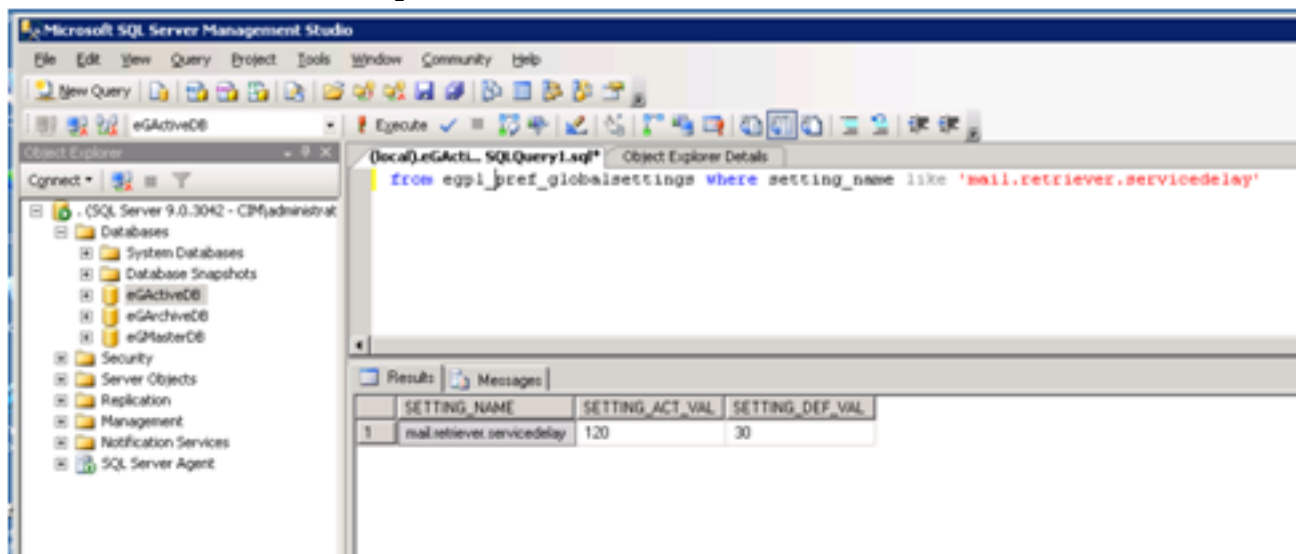 Microsoft SQL Server Management Studio
File Edit View Query Project Tools Window Community Help
New Query
eGActiveDB Execute
Object Explorer
(local).eGActi... SQLQuery1.sql* Object Explorer Details
Connect
from egpl_pref_globalsettings where setting_name like 'mail.retriever.servicedelay'
. (SQL Server 9.0.3042 - CIM\administrat
Databases
System Databases
Database Snapshots
eGActiveDB
eGArchiveDB
eGMasterDB
Security
Server Objects
Replication
Management
Notification Services
SQL Server Agent
Results Messages
SETTING_NAME SETTING_ACT_VAL SETTING_DEF_VAL
1 mail.retriever.servicedelay 120 30